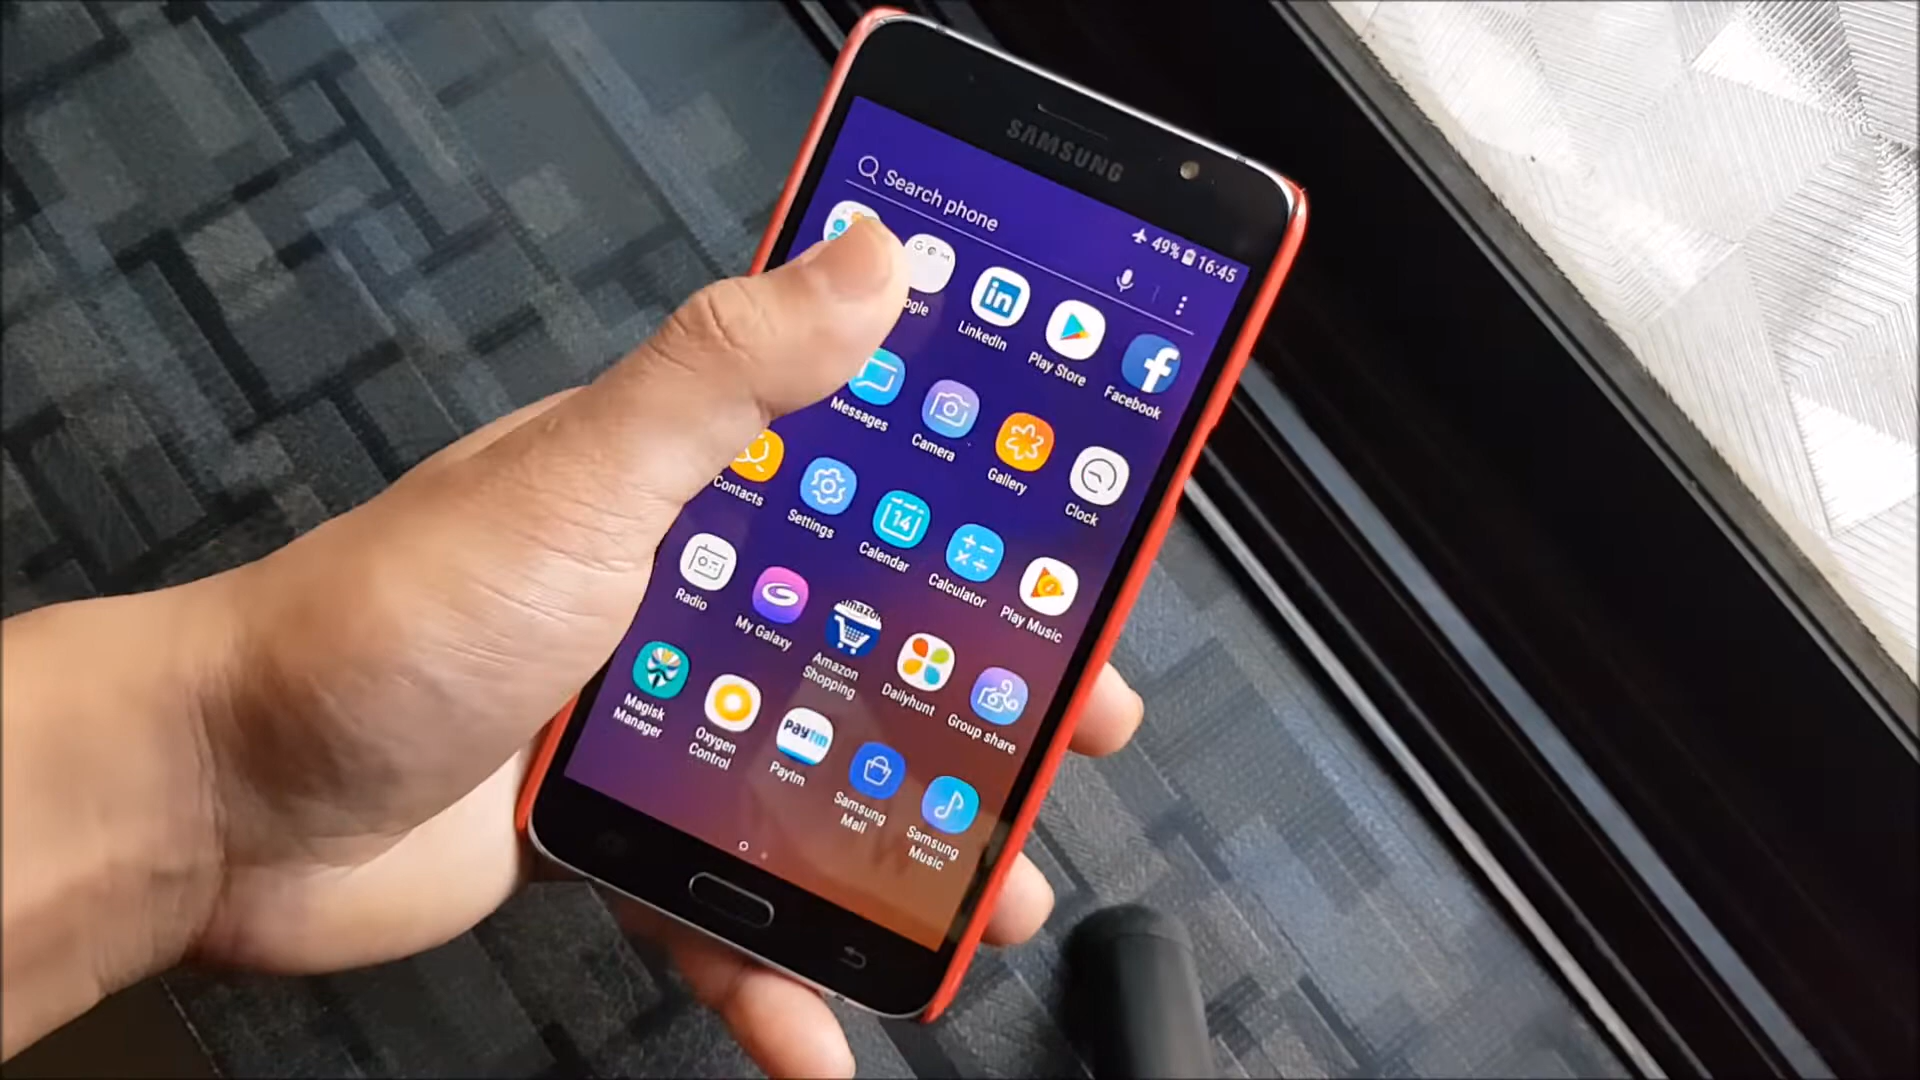 SAMSUNG
49% 16:45
Search phone
ogle
LinkedIn
Play Store
Facebook
Messages
Camera
Gallery
Clock
Contacts
Settings
14
Calendar
Calculator
Play Music
Radio
My Galaxy
amazon
Amazon
Shopping
Dailyhunt
Group share
Magisk
Manager
Oxygen
Control
Paytm
Paytm
Samsung
Mall
Samsung
Music